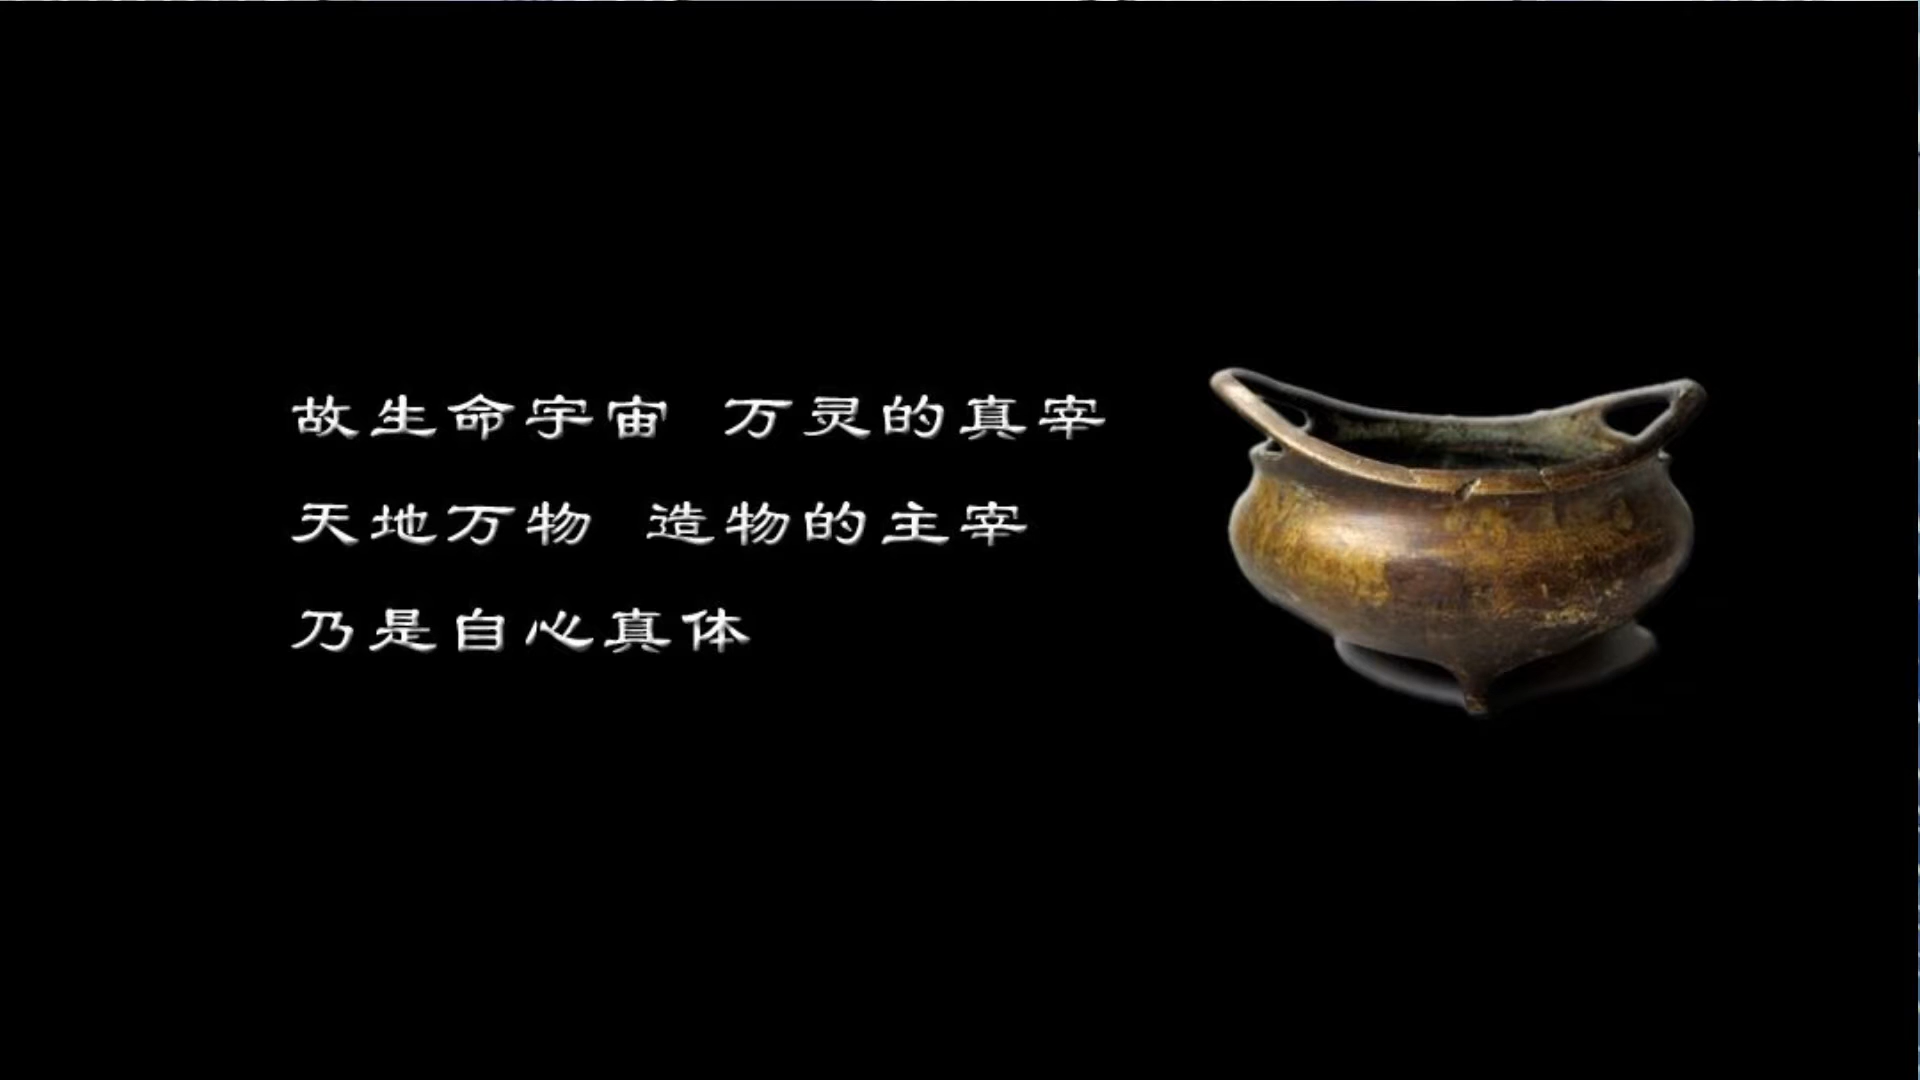 故生命宇宙 万灵的真宰
天地万物 造物的主宰
乃是自心真体